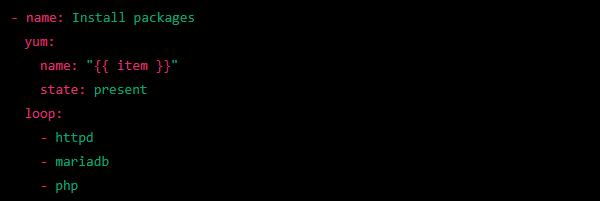 - name: Install packages
  yum:
    name: "{{ item }}"
    state: present
  loop:
    - httpd
    - mariadb
    - php